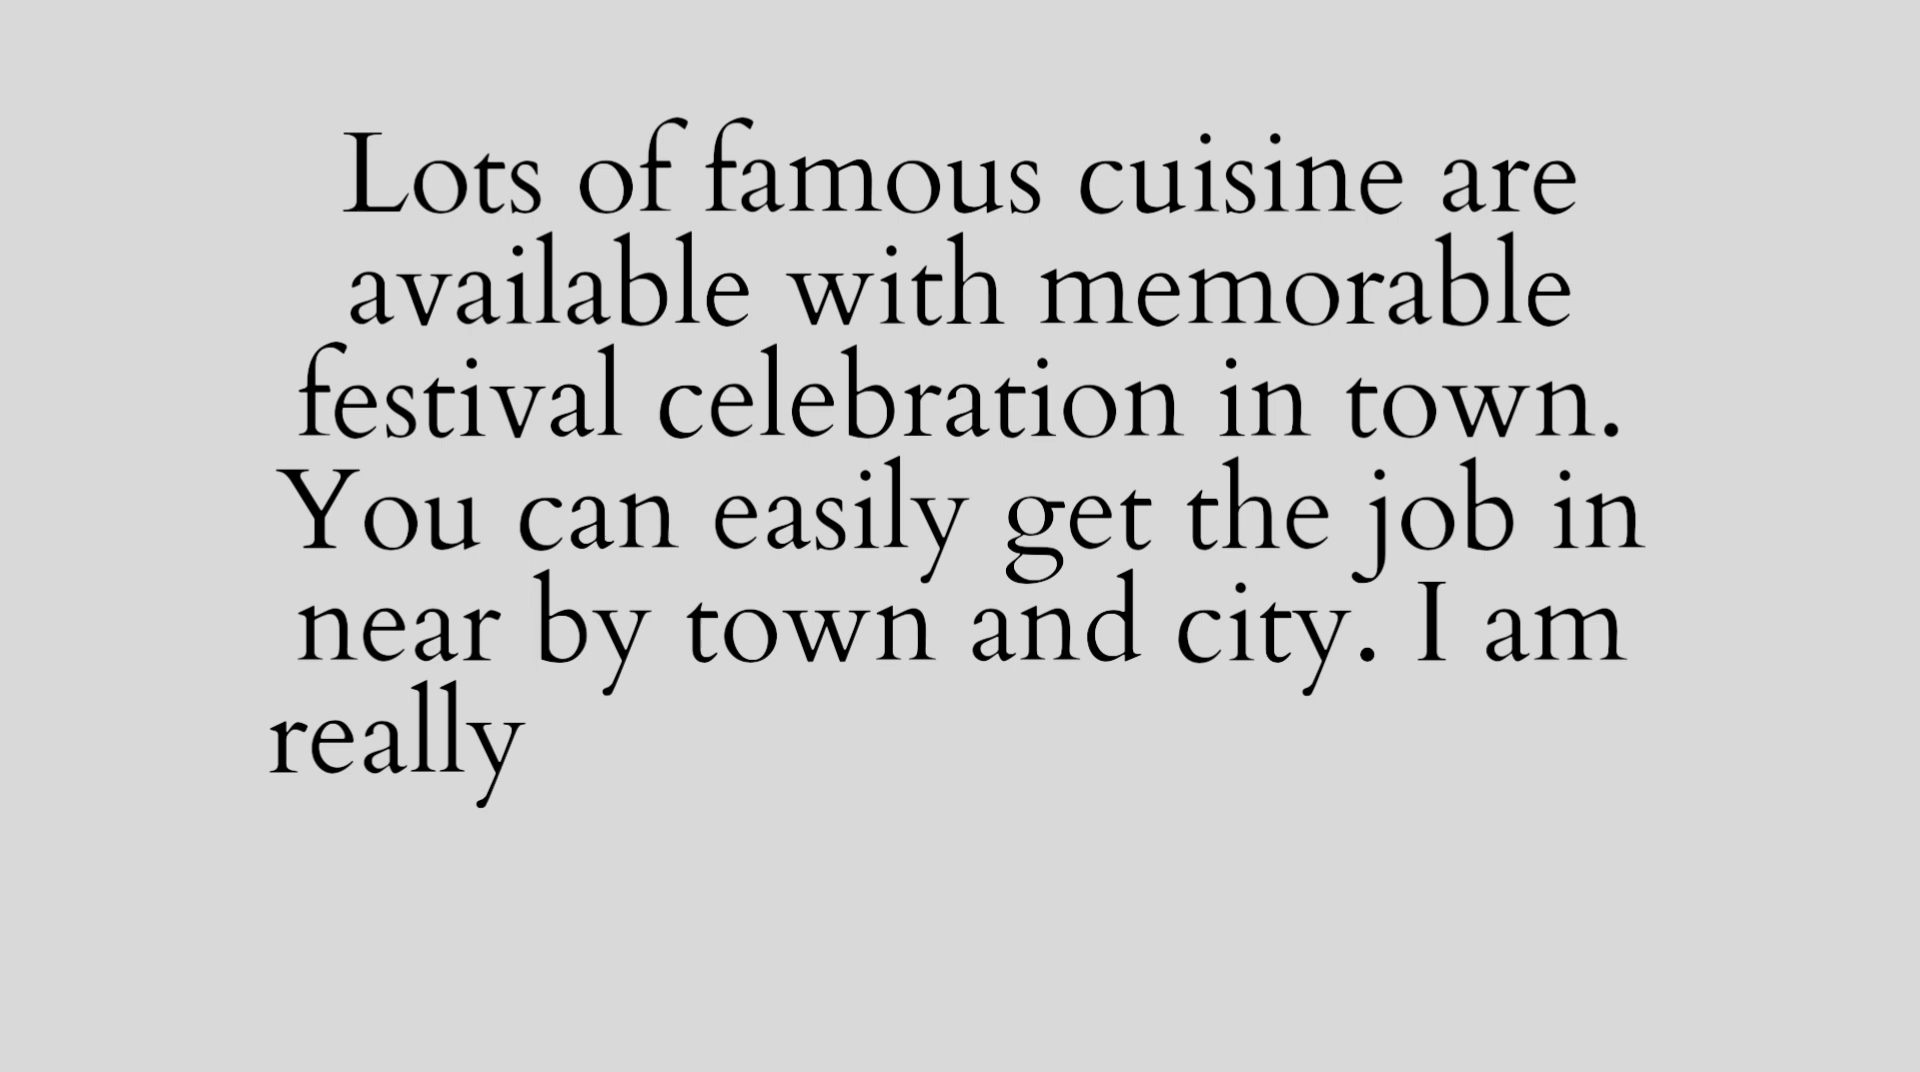 Lots of famous cuisine are
available with memorable
festival celebration in town.
You can easily get the job in
near by town and city. I am
really